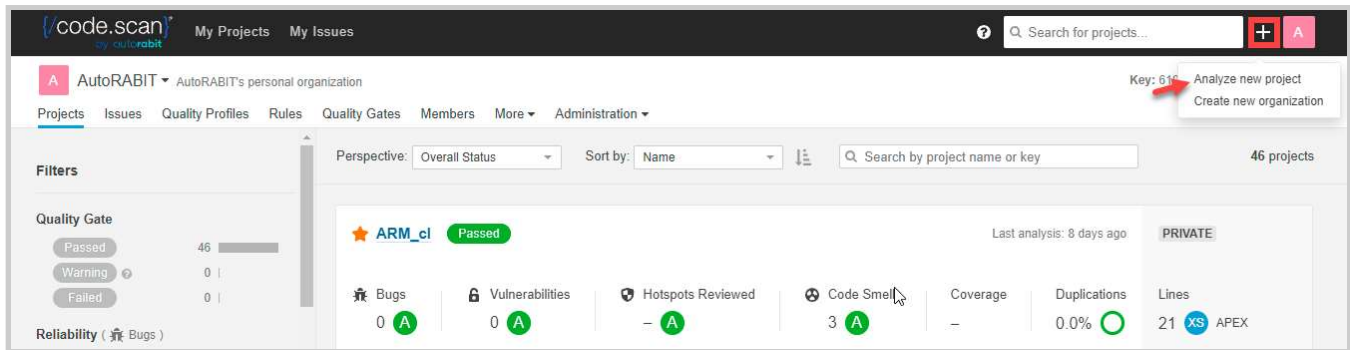 {/code.scan}
by autorabit
My Projects My Issues
? Search for projects... + A
A AutoRABIT AutoRABIT's personal organization
Key:
Analyze new project
Create new organization
Projects Issues Quality Profiles Rules Quality Gates Members More Administration
Filters
Perspective: Overall Status Sort by: Name Search by project name or key 46 projects
Quality Gate
Passed 46
Warning ? 0
Failed 0
Reliability ( Bugs )
ARM_cl Passed Last analysis: 8 days ago PRIVATE
Bugs Vulnerabilities Hotspots Reviewed Code Smells Coverage Duplications Lines
0 A 0 A – A 3 A – 0.0% 21 XS APEX